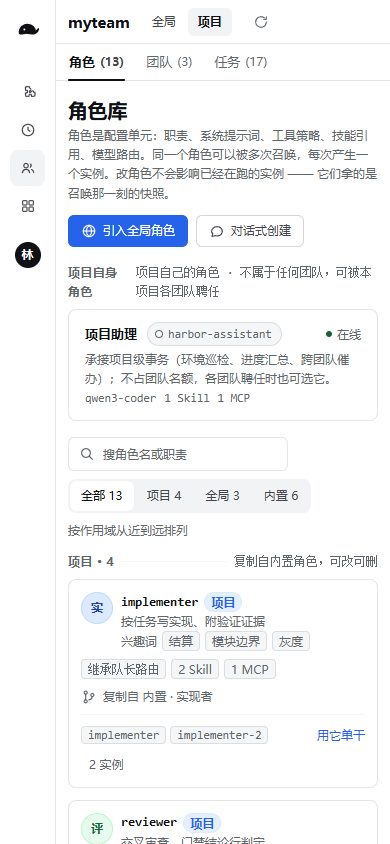 myteam 全局 项目
角色 (13) 团队 (3) 任务 (17)
角色库
角色是配置单元：职责、系统提示词、工具策略、技能引
用、模型路由。同一个角色可以被多次召唤，每次产生一
个实例。改角色不会影响已经在跑的实例 —— 它们拿的是
召唤那一刻的快照。
引入全局角色 对话式创建
林
项目自身 项目自己的角色 · 不属于任何团队，可被本
角色 项目各团队聘任
项目助理 harbor-assistant 在线
承接项目级事务（环境巡检、进度汇总、跨团队催
办）；不占团队名额，各团队聘任时也可选它。
qwen3-coder 1 Skill 1 MCP
搜角色名或职责
全部 13 项目 4 全局 3 内置 6
按作用域从近到远排列
项目 · 4 复制自内置角色，可改可删
实 implementer 项目
按任务写实现、附验证证据
兴趣词 结算 模块边界 灰度
继承队长路由 2 Skill 1 MCP
复制自 内置 · 实现者
implementer implementer-2 用它单干
2 实例
评 reviewer 项目
交叉审查、门禁结论行判定